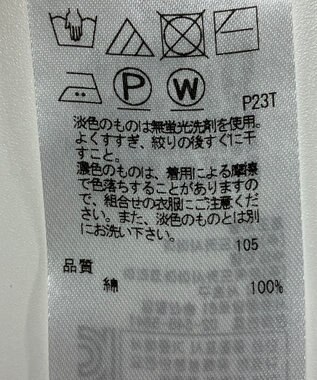 P
W
P23T
淡色のものは無蛍光洗剤を使用。
よくすすぎ、絞りの後すぐに干
すこと。
濃色のものは、着用による摩擦
で色落ちすることがありますの
で、組合せの衣服にご注意くだ
さい。また、淡色のものとは別
にお洗い下さい。
105
品質
綿 100%